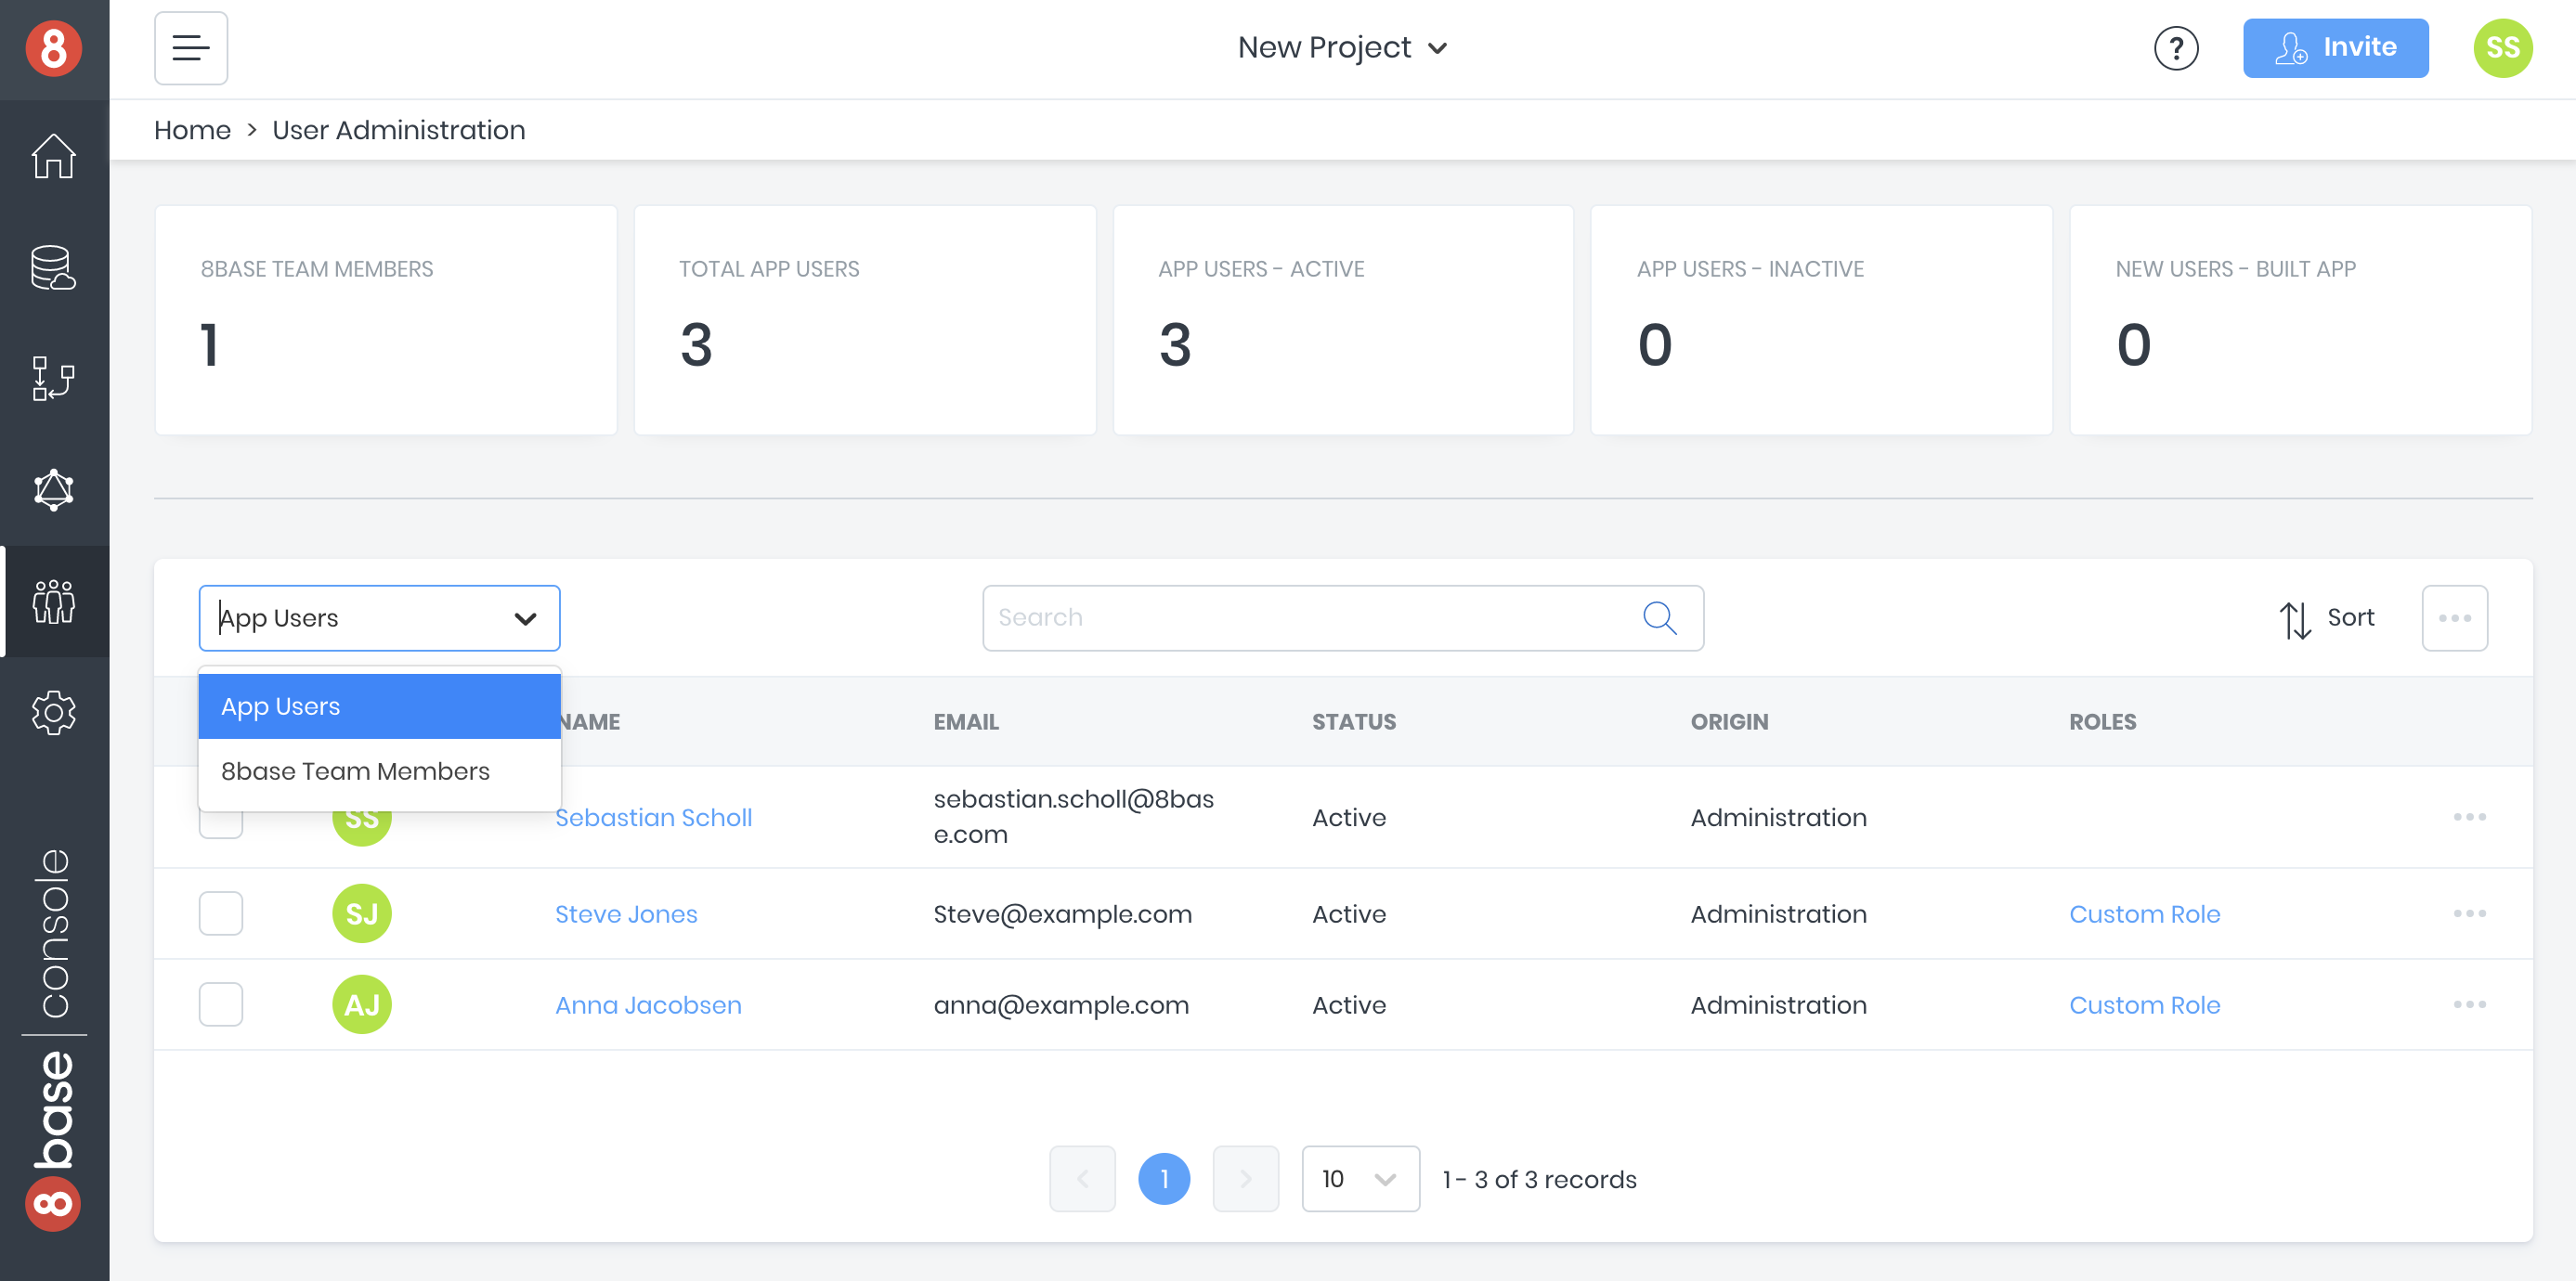 8
New Project
?
Invite
SS
Home > User Administration
8BASE TEAM MEMBERS
1
TOTAL APP USERS
3
APP USERS - ACTIVE
3
APP USERS - INACTIVE
0
NEW USERS - BUILT APP
0
App Users
Search
Sort
App Users
8base Team Members
NAME
EMAIL
STATUS
ORIGIN
ROLES
SS
Sebastian Scholl
sebastian.scholl@8bas
e.com
Active
Administration
SJ
Steve Jones
Steve@example.com
Active
Administration
Custom Role
AJ
Anna Jacobsen
anna@example.com
Active
Administration
Custom Role
1
10
1 - 3 of 3 records
8base | console